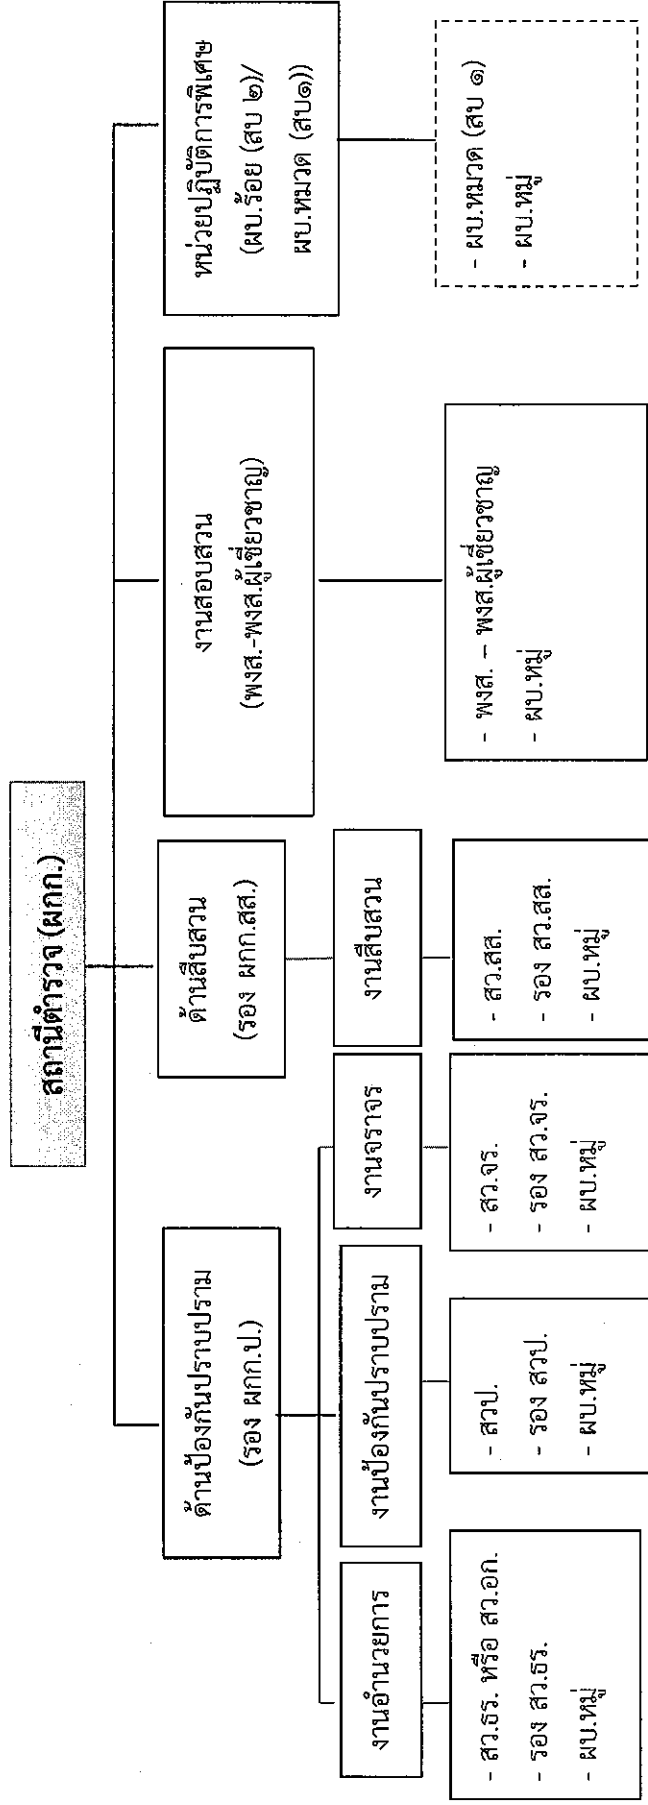 สถานีตำรวจ (ผกก.)
ด้านป้องกันปราบปราม
(รอง ผกก.ป.)
ด้านสืบสวน
(รอง ผกก.สส.)
งานสอบสวน
(พงส.-พงส.ผู้เชี่ยวชาญ)
หน่วยปฏิบัติการพิเศษ
(ผบ.ร้อย (สบ ๒)/
ผบ.หมวด (สบ๑))
งานอำนวยการ
งานป้องกันปราบปราม
งานจราจร
งานสืบสวน
- สว.ธร. หรือ สว.อก.
- รอง สว.ธร.
- ผบ.หมู่
- สวป.
- รอง สวป.
- ผบ.หมู่
- สว.จร.
- รอง สว.จร.
- ผบ.หมู่
- สว.สส.
- รอง สว.สส.
- ผบ.หมู่
- พงส. – พงส.ผู้เชี่ยวชาญ
- ผบ.หมู่
- ผบ.หมวด (สบ ๑)
- ผบ.หมู่